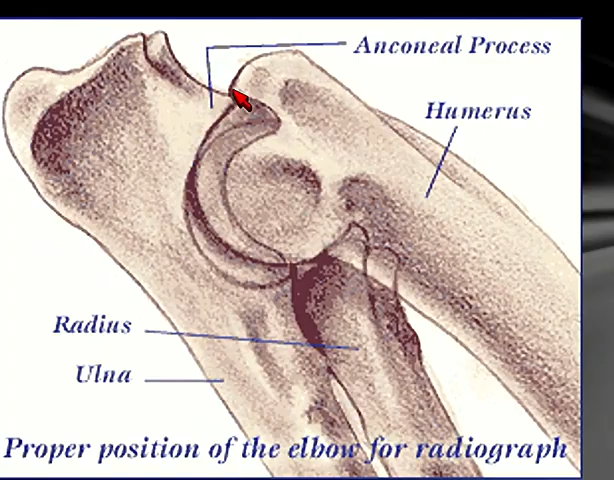 Anconeal Process
Humerus
Radius
Ulna
Proper position of the elbow for radiograph